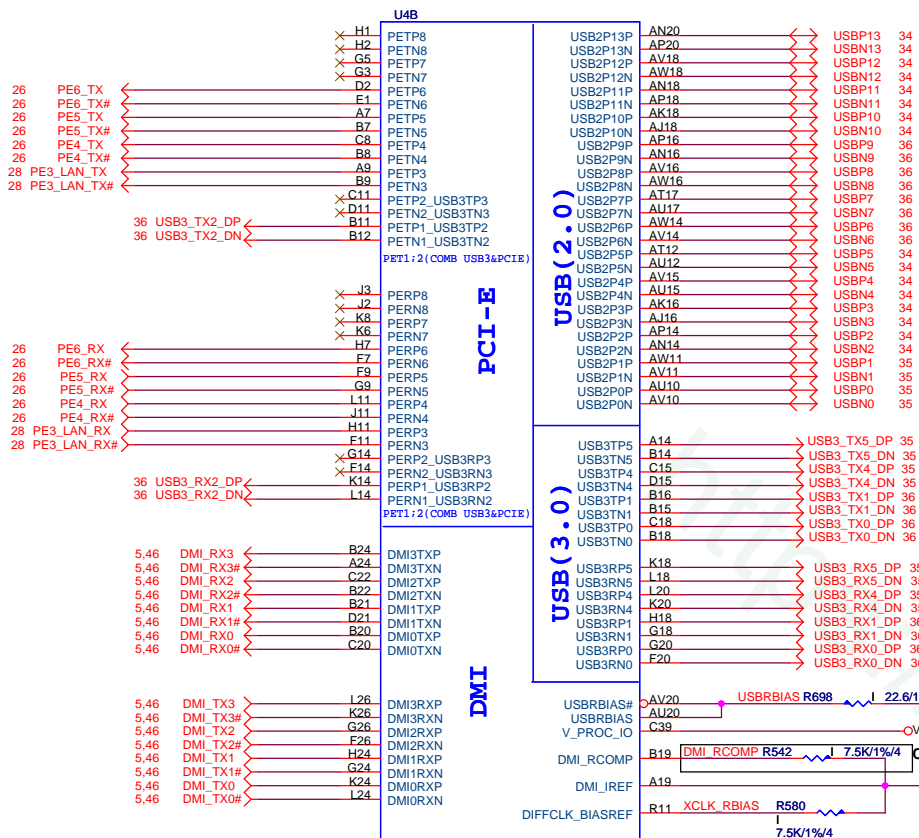 U4B
H1 PETP8
H2 PETN8
G5 PETP7
G3 PETN7
26 PE6_TX D2 PETP6
26 PE6_TX# E1 PETN6
26 PE5_TX A7 PETP5
26 PE5_TX# B7 PETN5
26 PE4_TX C8 PETP4
26 PE4_TX# B8 PETN4
28 PE3_LAN_TX A9 PETP3
28 PE3_LAN_TX# B9 PETN3
C11 PETP2_USB3TP3
D11 PETN2_USB3TN3
36 USB3_TX2_DP B11 PETP1_USB3TP2
36 USB3_TX2_DN B12 PETN1_USB3TN2
PET1;2(COMB USB3&PCIE)
J3 PERP8
J2 PERN8
K8 PERP7
K6 PERN7
26 PE6_RX H7 PERP6
26 PE6_RX# F7 PERN6
26 PE5_RX F9 PERP5
26 PE5_RX# G9 PERN5
26 PE4_RX L11 PERP4
26 PE4_RX# J11 PERN4
28 PE3_LAN_RX H11 PERP3
28 PE3_LAN_RX# F11 PERN3
G14 PERP2_USB3RP3
F14 PERN2_USB3RN3
36 USB3_RX2_DP K14 PERP1_USB3RP2
36 USB3_RX2_DN L14 PERN1_USB3RN2
PET1;2(COMB USB3&PCIE)
PCI-E
5,46 DMI_RX3 B24 DMI3TXP
5,46 DMI_RX3# A24 DMI3TXN
5,46 DMI_RX2 C22 DMI2TXP
5,46 DMI_RX2# B22 DMI2TXN
5,46 DMI_RX1 B21 DMI1TXP
5,46 DMI_RX1# D21 DMI1TXN
5,46 DMI_RX0 B20 DMI0TXP
5,46 DMI_RX0# C20 DMI0TXN
5,46 DMI_TX3 L26 DMI3RXP
5,46 DMI_TX3# K26 DMI3RXN
5,46 DMI_TX2 G26 DMI2RXP
5,46 DMI_TX2# F26 DMI2RXN
5,46 DMI_TX1 H24 DMI1RXP
5,46 DMI_TX1# G24 DMI1RXN
5,46 DMI_TX0 K24 DMI0RXP
5,46 DMI_TX0# L24 DMI0RXN
DMI
USB2P13P AN20 USBP13 34
USB2P13N AP20 USBN13 34
USB2P12P AV18 USBP12 34
USB2P12N AW18 USBN12 34
USB2P11P AN18 USBP11 34
USB2P11N AP18 USBN11 34
USB2P10P AK18 USBP10 34
USB2P10N AJ18 USBN10 34
USB2P9P AP16 USBP9 36
USB2P9N AN16 USBN9 36
USB2P8P AV16 USBP8 36
USB2P8N AW16 USBN8 36
USB2P7P AT17 USBP7 36
USB2P7N AU17 USBN7 36
USB2P6P AW14 USBP6 36
USB2P6N AV14 USBN6 36
USB2P5P AT12 USBP5 34
USB2P5N AU12 USBN5 34
USB2P4P AV15 USBP4 34
USB2P4N AU15 USBN4 34
USB2P3P AK16 USBP3 34
USB2P3N AJ16 USBN3 34
USB2P2P AP14 USBP2 34
USB2P2N AN14 USBN2 34
USB2P1P AW11 USBP1 35
USB2P1N AV11 USBN1 35
USB2P0P AU10 USBP0 35
USB2P0N AV10 USBN0 35
USB(2.0)
USB3TP5 A14 USB3_TX5_DP 35
USB3TN5 B14 USB3_TX5_DN 35
USB3TP4 C15 USB3_TX4_DP 35
USB3TN4 D15 USB3_TX4_DN 35
USB3TP1 B16 USB3_TX1_DP 36
USB3TN1 B15 USB3_TX1_DN 36
USB3TP0 C18 USB3_TX0_DP 36
USB3TN0 B18 USB3_TX0_DN 36
USB3RP5 K18 USB3_RX5_DP
USB3RN5 L18 USB3_RX5_DN
USB3RP4 L20 USB3_RX4_DP
USB3RN4 K20 USB3_RX4_DN
USB3RP1 H18 USB3_RX1_DP
USB3RN1 G18 USB3_RX1_DN
USB3RP0 G20 USB3_RX0_DP
USB3RN0 F20 USB3_RX0_DN
USB(3.0)
USBRBIAS# AV20 USBRBIAS R698 22.6/1
USBRBIAS AU20
V_PROC_IO C39 V
DMI_RCOMP B19 DMI_RCOMP R542 7.5K/1%/4
DMI_IREF A19
DIFFCLK_BIASREF R11 XCLK_RBIAS R580
7.5K/1%/4
http:/